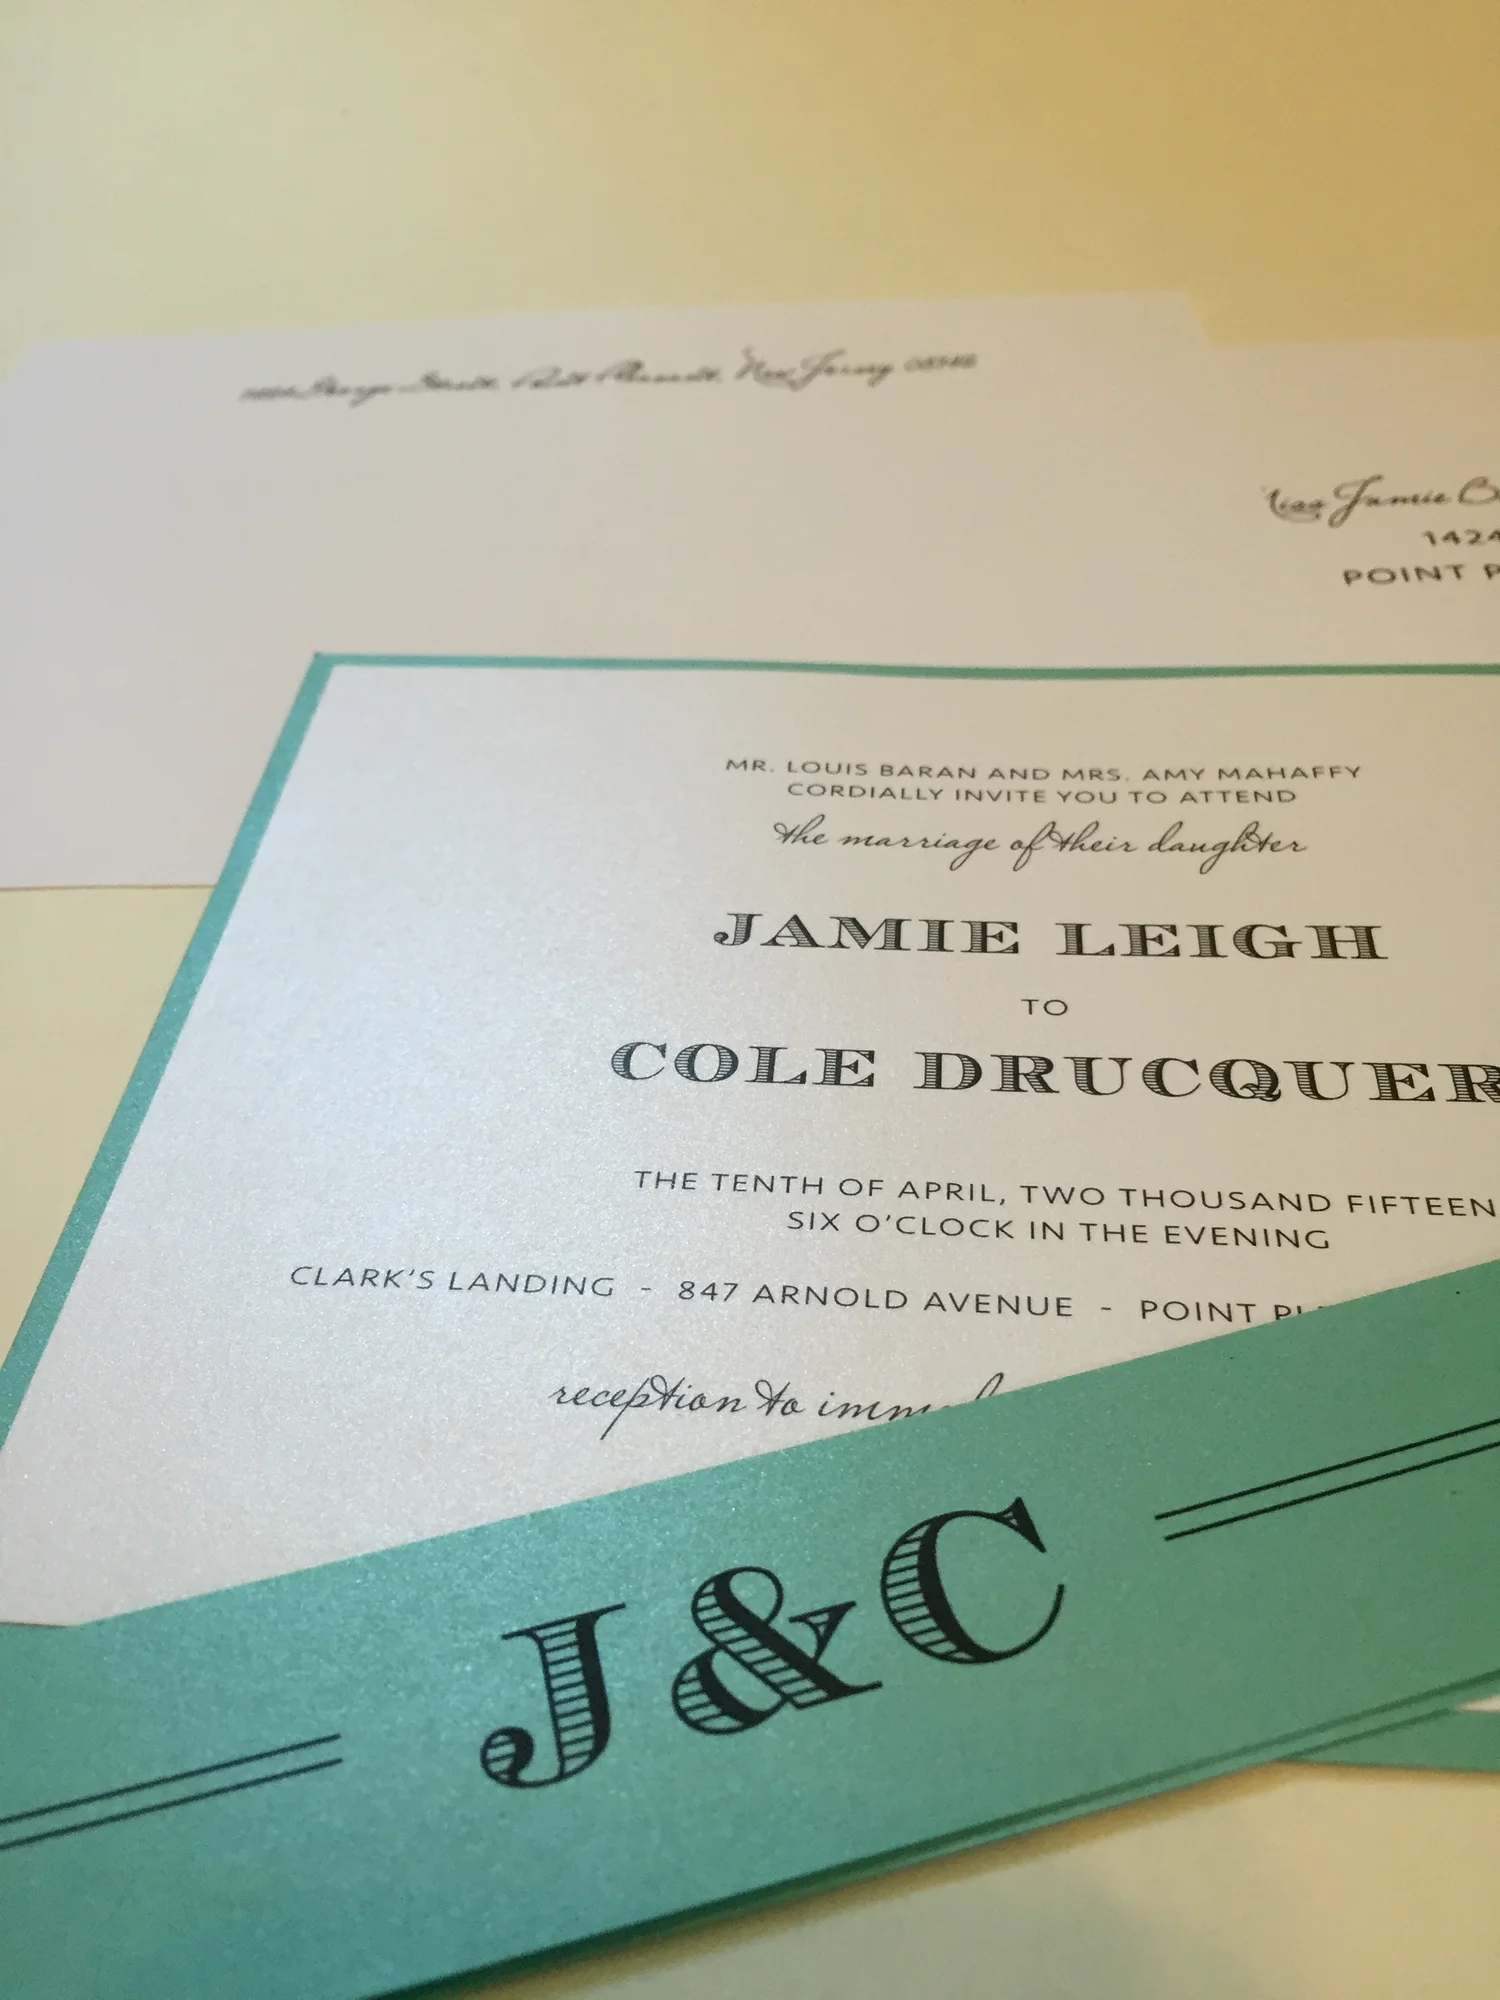 New Jersey
Miss Jamie
1424
POINT
MR. LOUIS BARAN AND MRS. AMY MAHAFFY
CORDIALLY INVITE YOU TO ATTEND
the marriage of their daughter
JAMIE LEIGH
TO
COLE DRUCQUER
THE TENTH OF APRIL, TWO THOUSAND FIFTEEN
SIX O'CLOCK IN THE EVENING
CLARK'S LANDING - 847 ARNOLD AVENUE - POINT
reception to
J&C